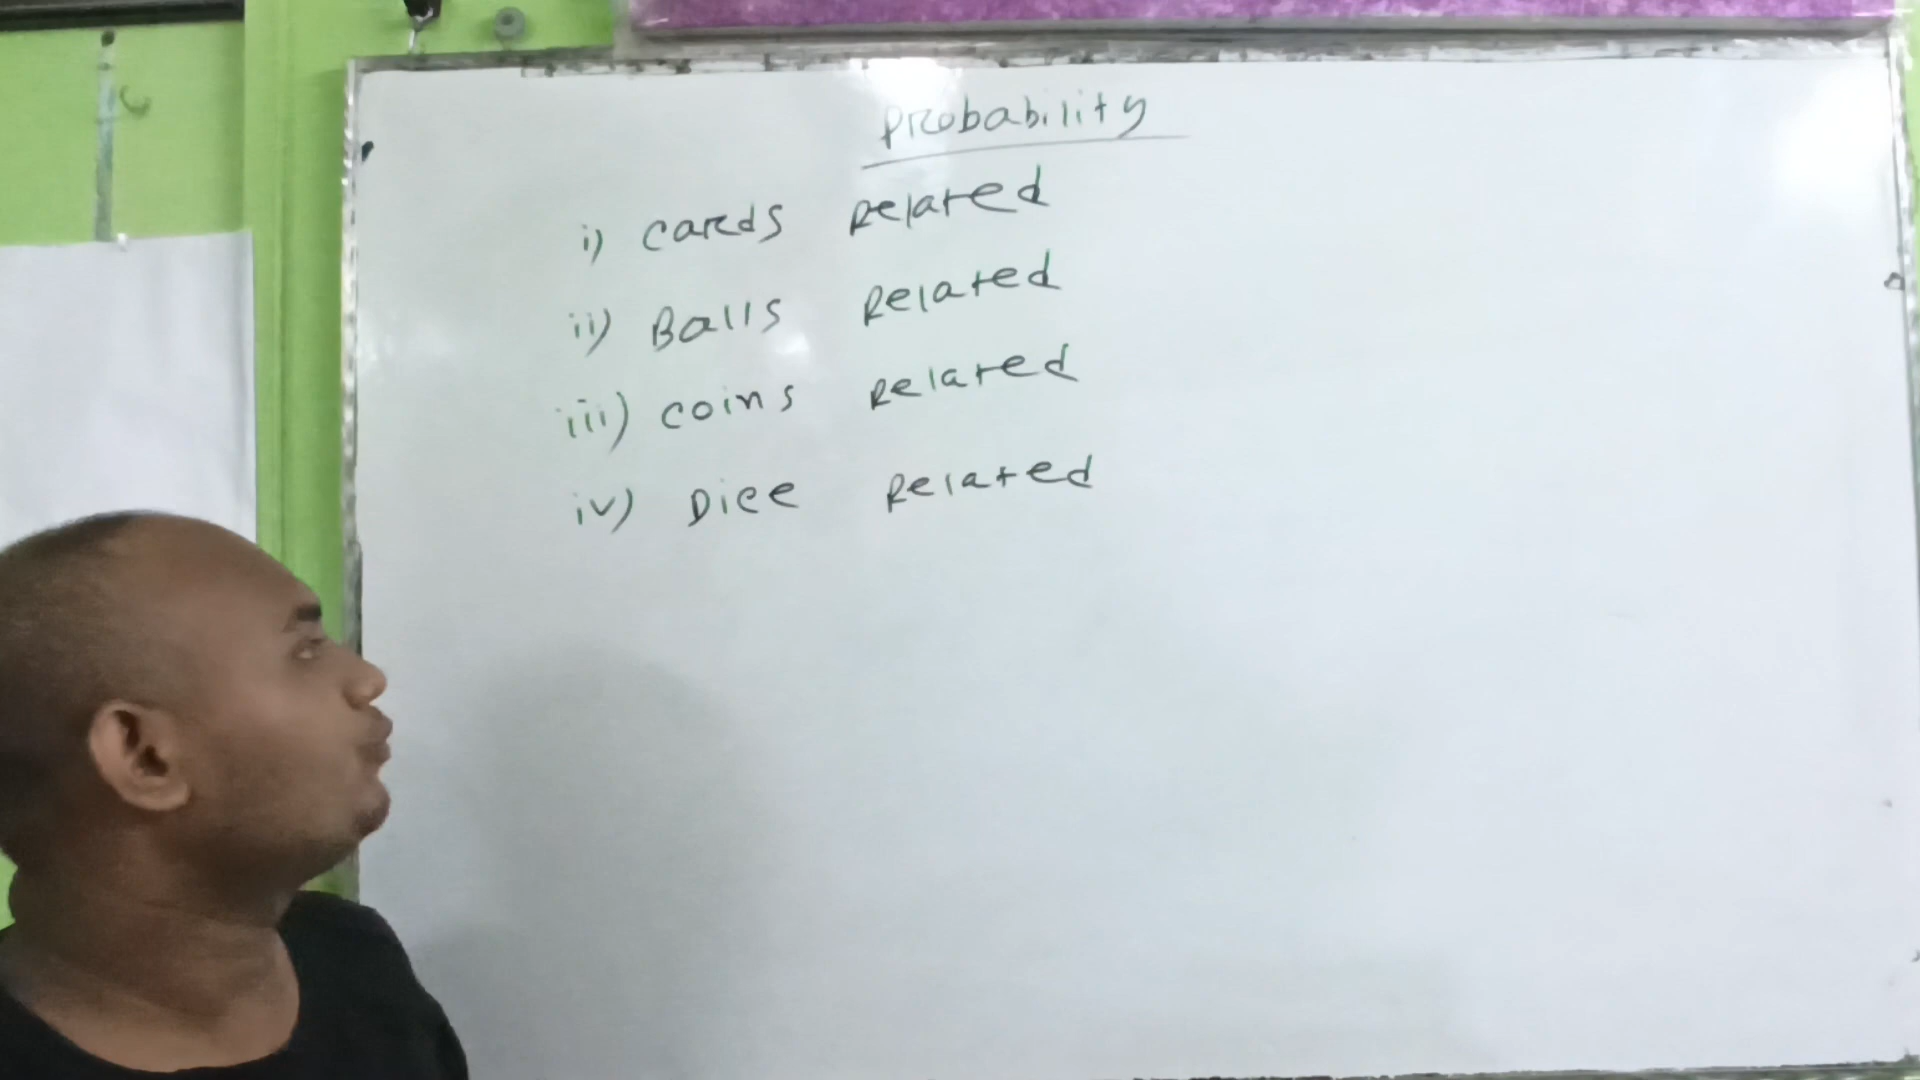 Probability
i) cards Related
ii) Balls Related
iii) coins Related
iv) Dice Related